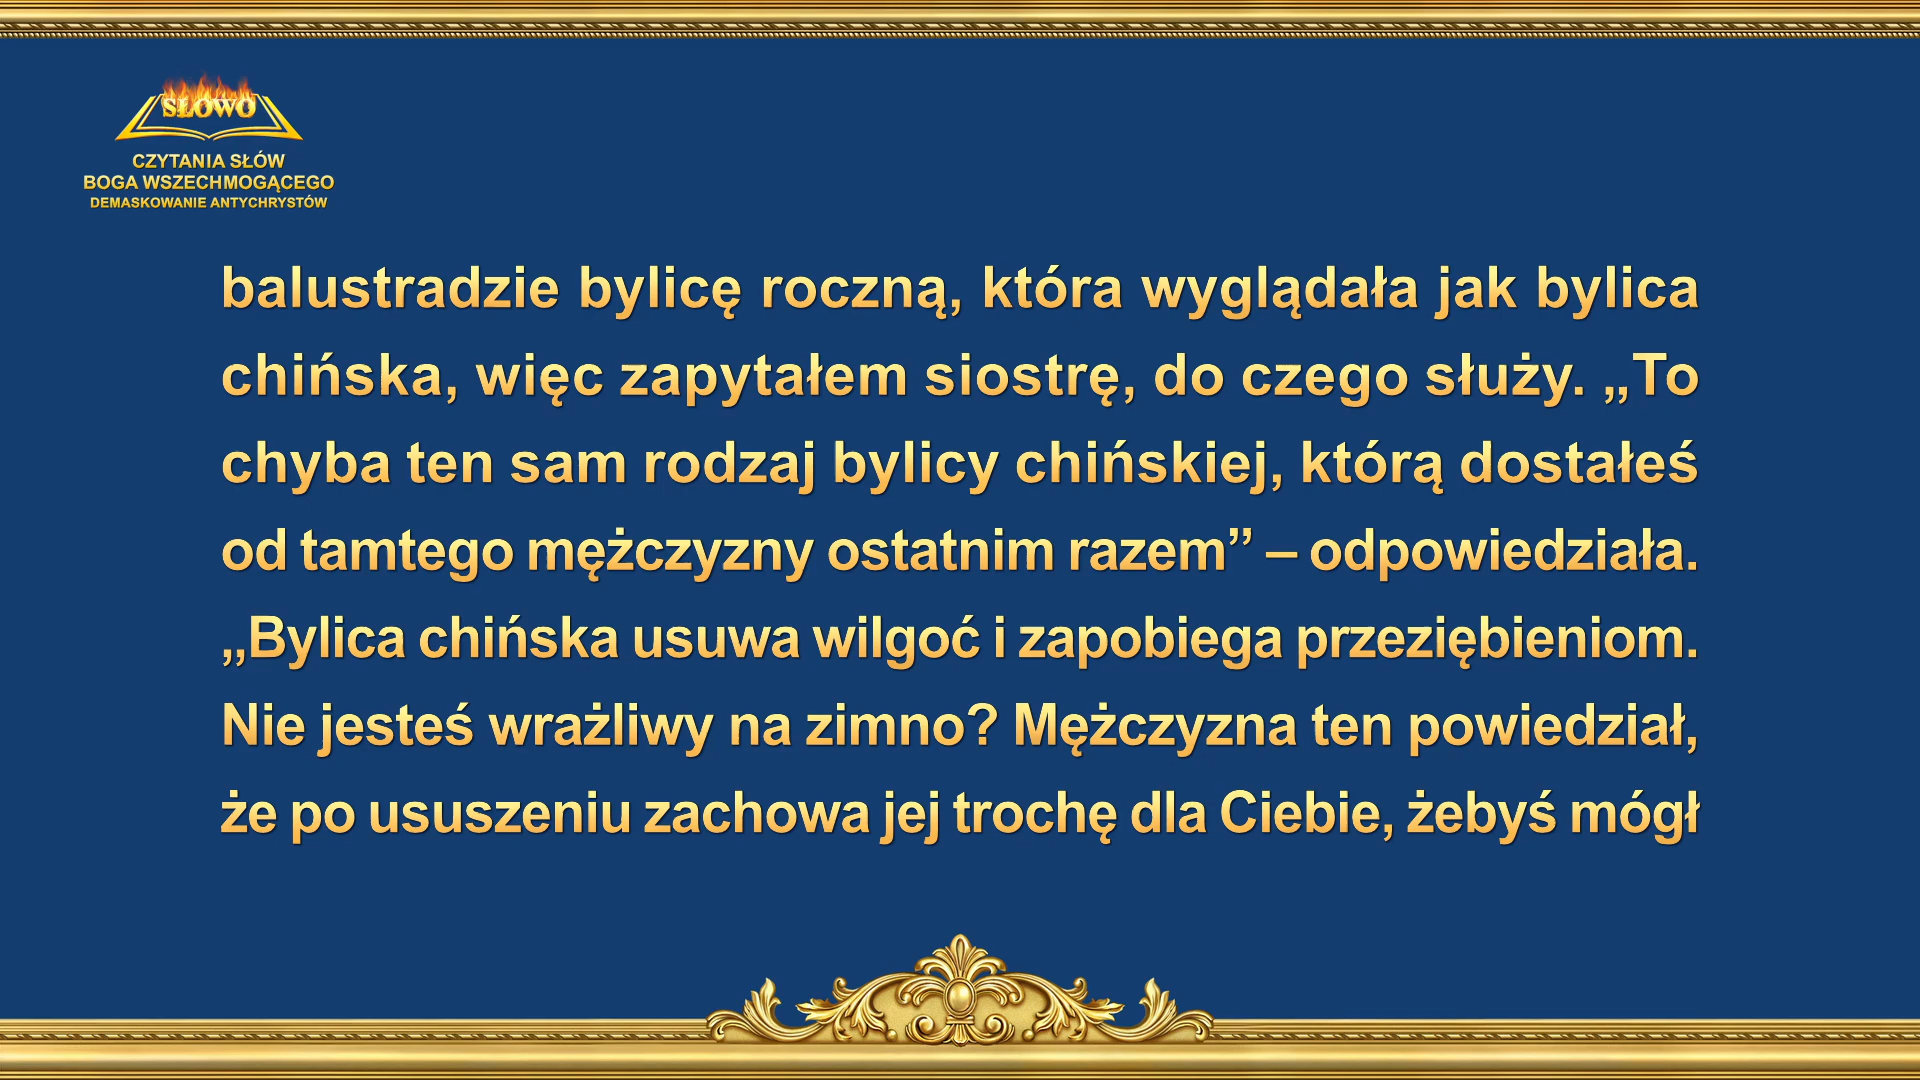 SŁOWO
CZYTANIA SŁÓW
BOGA WSZECHMOGĄCEGO
DEMASKOWANIE ANTYCHRYSTÓW
balustradzie bylicę roczną, która wyglądała jak bylica
chińska, więc zapytałem siostrę, do czego służy. „To
chyba ten sam rodzaj bylicy chińskiej, którą dostałeś
od tamtego mężczyzny ostatnim razem” – odpowiedziała.
„Bylica chińska usuwa wilgoć i zapobiega przeziębieniom.
Nie jesteś wrażliwy na zimno? Mężczyzna ten powiedział,
że po ususzeniu zachowa jej trochę dla Ciebie, żebyś mógł